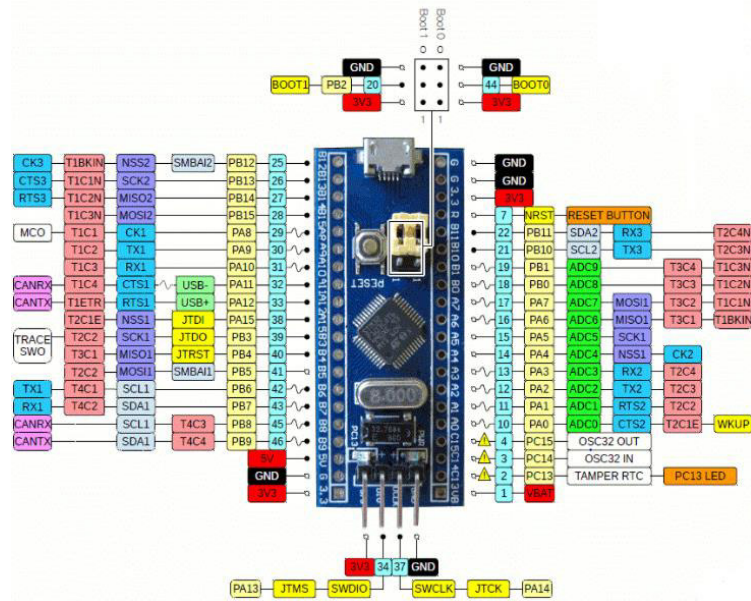 Boot 1 Boot 0
GND GND
BOOT1 PB2 20 44 BOOT0
3V3 3V3
1 1
CK3 T1BKIN NSS2 SMBAI2 PB12 25 GND
CTS3 T1C1N SCK2 PB13 26 GND
RTS3 T1C2N MISO2 PB14 27 3V3
T1C3N MOSI2 PB15 28 7 NRST RESET BUTTON
MCO T1C1 CK1 PA8 29 22 PB11 SDA2 RX3 T2C4N
T1C2 TX1 PA9 30 21 PB10 SCL2 TX3 T2C3N
T1C3 RX1 PA10 31 19 PB1 ADC9 T3C4 T1C3N
CANRX T1C4 CTS1 USB- PA11 32 18 PB0 ADC8 T3C3 T1C2N
CANTX T1ETR RTS1 USB+ PA12 33 17 PA7 ADC7 MOSI1 T3C2 T1C1N
T2C1E NSS1 JTDI PA15 38 16 PA6 ADC6 MISO1 T3C1 T1BKIN
TRACE SWO T2C2 SCK1 JTDO PB3 39 15 PA5 ADC5 SCK1
T3C1 MISO1 JTRST PB4 40 14 PA4 ADC4 NSS1 CK2
T2C2 MOSI1 SMBAI1 PB5 41 13 PA3 ADC3 RX2 T2C4
TX1 T4C1 SCL1 PB6 42 12 PA2 ADC2 TX2 T2C3
RX1 T4C2 SDA1 PB7 43 11 PA1 ADC1 RTS2 T2C2
CANRX SCL1 T4C3 PB8 45 10 PA0 ADC0 CTS2 T2C1E WKUP
CANTX SDA1 T4C4 PB9 46 4 PC15 OSC32 OUT
5V 3 PC14 OSC32 IN
GND 2 PC13 TAMPER RTC PC13 LED
3V3 1 VBAT
RESET
8.000
PC13
3V3 34 37 GND
PA13 JTMS SWDIO SWCLK JTCK PA14